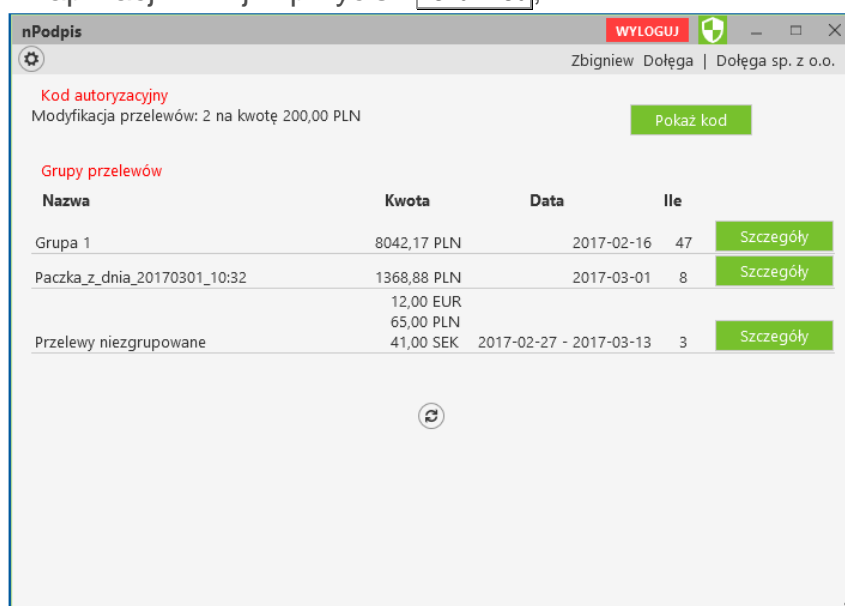 nPodpis WYLOGUJ
Zbigniew Dołęga | Dołęga sp. z o.o.
Kod autoryzacyjny
Modyfikacja przelewów: 2 na kwotę 200,00 PLN
Pokaż kod
Grupy przelewów
Nazwa Kwota Data Ile
Grupa 1 8042,17 PLN 2017-02-16 47 Szczegóły
Paczka_z_dnia_20170301_10:32 1368,88 PLN 2017-03-01 8 Szczegóły
12,00 EUR
65,00 PLN
Przelewy niezgrupowane 41,00 SEK 2017-02-27 - 2017-03-13 3 Szczegóły